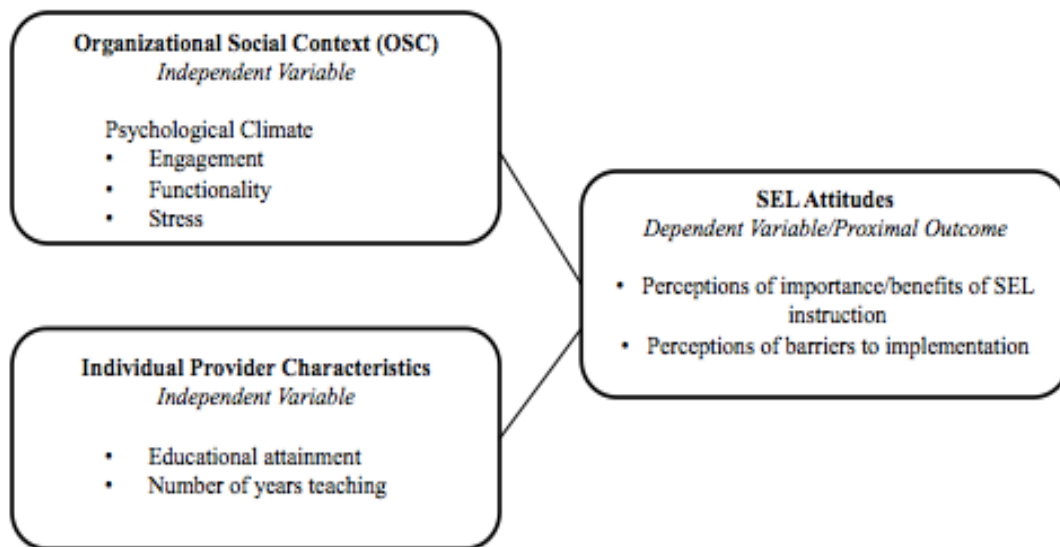 Organizational Social Context (OSC)
Independent Variable
Psychological Climate
• Engagement
• Functionality
• Stress
Individual Provider Characteristics
Independent Variable
• Educational attainment
• Number of years teaching
SEL Attitudes
Dependent Variable/Proximal Outcome
• Perceptions of importance/benefits of SEL
instruction
• Perceptions of barriers to implementation